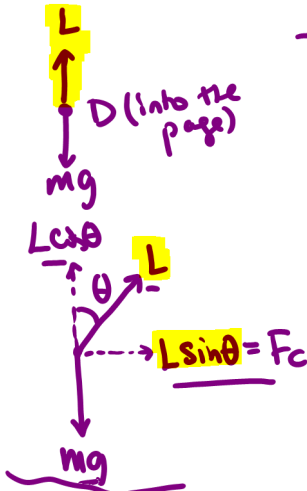 L
D (into the
page)
mg
Lcosθ
L
θ
Lsinθ = Fc
mg